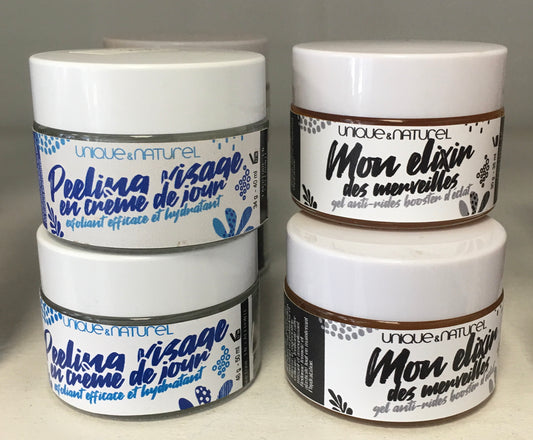 UNIQUE&NATUREL
Peeling visage
en crème de jour
exfoliant efficace et hydratant
UNIQUE&NATUREL
Mon elixir
des merveilles
gel anti-rides booster d'éclat
UNIQUE&NATUREL
Peeling visage
en crème de jour
exfoliant efficace et hydratant
UNIQUE&NATUREL
Mon elixir
des merveilles
gel anti-rides booster d'éclat